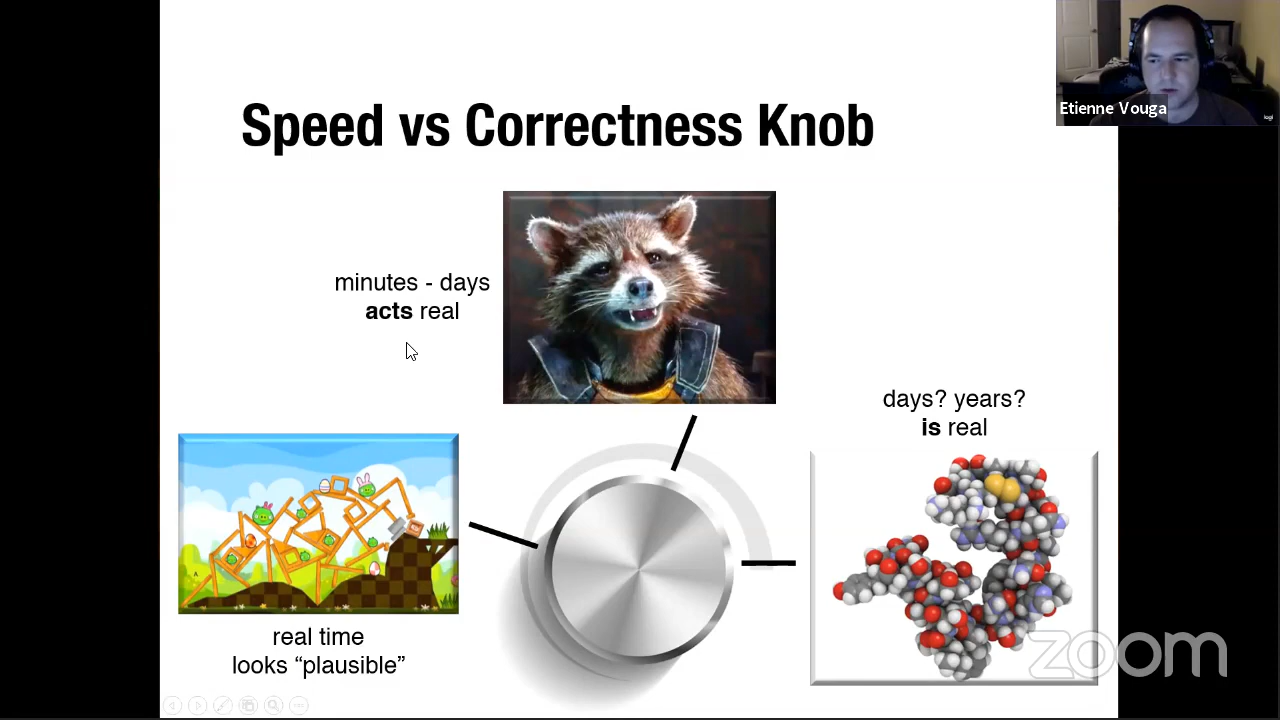 Etienne Vouga
Speed vs Correctness Knob
minutes - days
acts real
days? years?
is real
real time
looks “plausible”
zoom